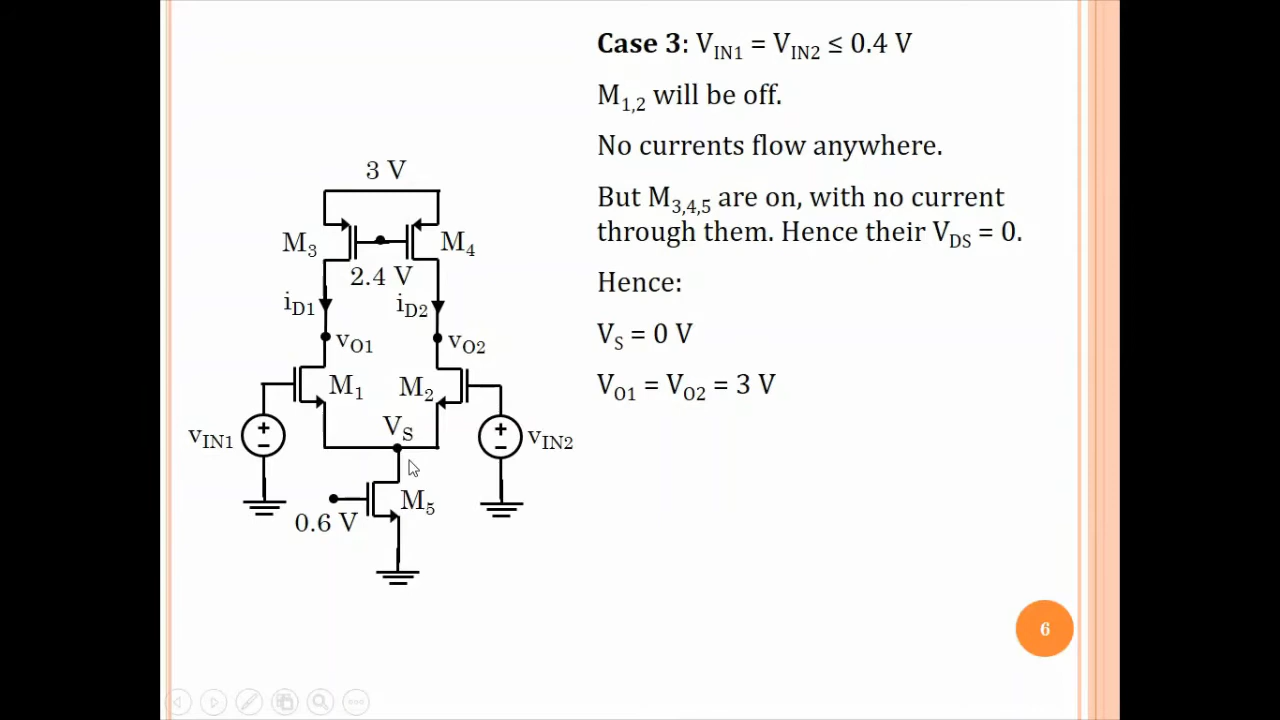 Case 3: V_IN1 = V_IN2 ≤ 0.4 V
M_1,2 will be off.
No currents flow anywhere.
But M_3,4,5 are on, with no current
through them. Hence their V_DS = 0.
Hence:
V_S = 0 V
V_O1 = V_O2 = 3 V
3 V
M_3
M_4
2.4 V
i_D1
i_D2
v_O1
v_O2
M_1
M_2
V_S
+
−
v_IN1
+
−
v_IN2
M_5
0.6 V
6